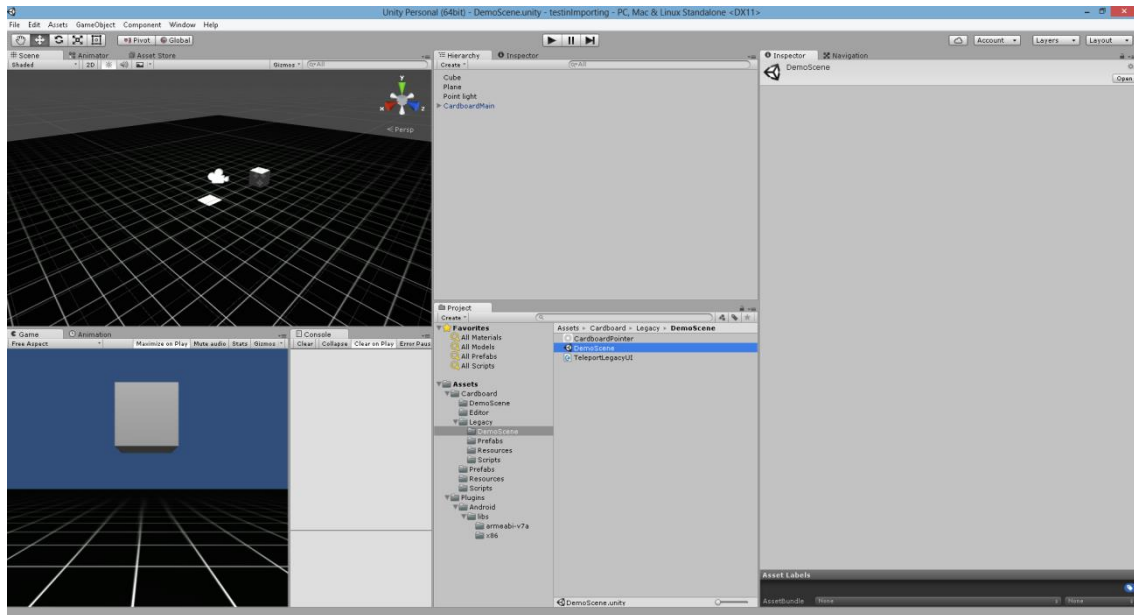 Unity Personal (64bit) - DemoScene.unity - testinImporting - PC, Mac & Linux Standalone <DX11>
File Edit Assets GameObject Component Window Help
Pivot Global
Account Layers Layout
Scene Animator Asset Store
Shaded 2D Gizmos
y
x z
Persp
Hierarchy Inspector
Create
Cube
Plane
Point light
CardboardMain
Inspector Navigation
DemoScene
Open
Game Animation
Free Aspect Maximize on Play Mute audio Stats Gizmos
Console
Clear Collapse Clear on Play Error Paus
Project
Create
Favorites
All Materials
All Models
All Prefabs
All Scripts
Assets
Cardboard
DemoScene
Editor
Legacy
DemoScene
Prefabs
Resources
Scripts
Prefabs
Resources
Scripts
Plugins
Android
libs
armeabi-v7a
x86
Assets Cardboard Legacy DemoScene
CardboardPointer
DemoScene
TeleportLegacyUI
DemoScene.unity
Asset Labels
AssetBundle None None